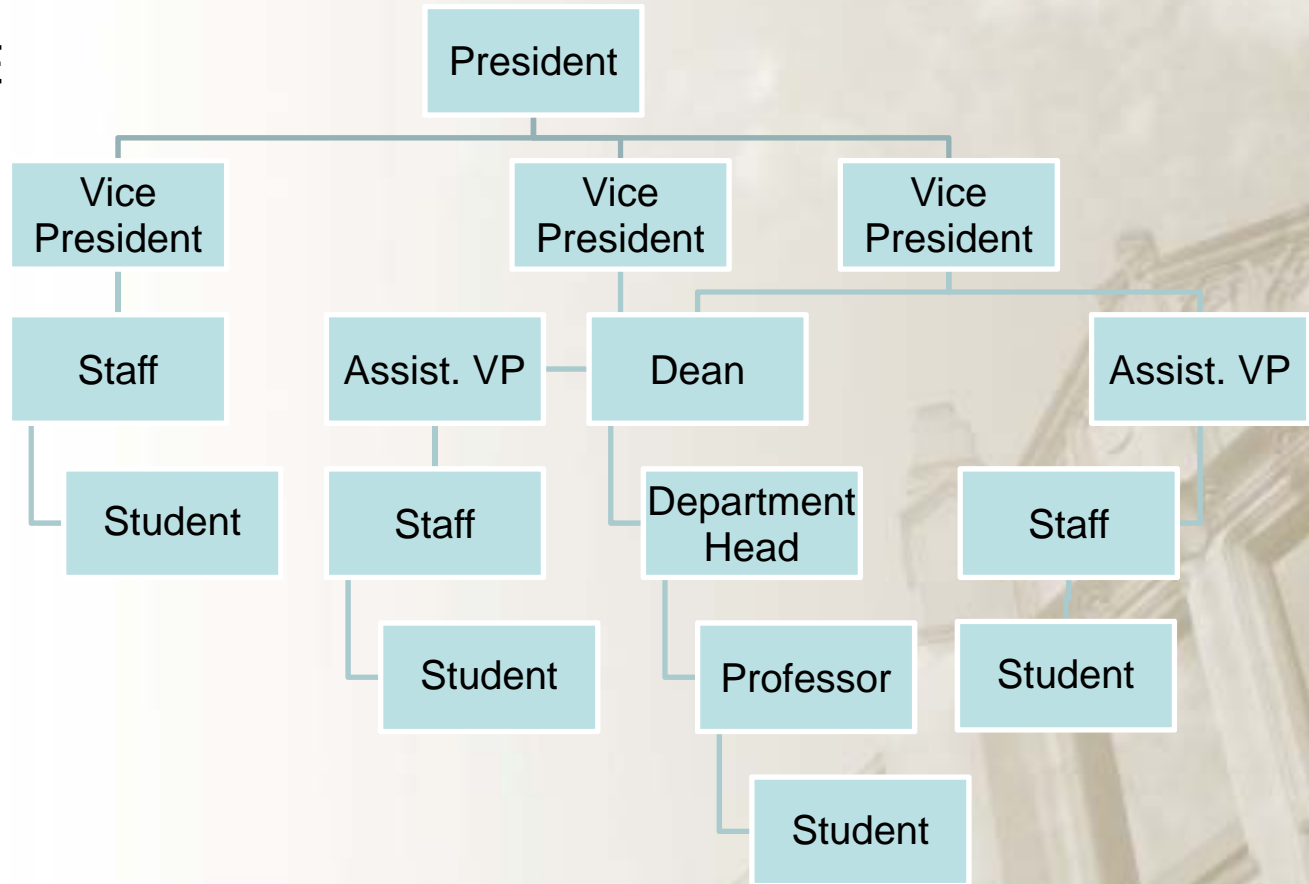 President
Vice
President
Vice
President
Vice
President
Staff
Assist. VP
Dean
Assist. VP
Student
Staff
Department
Head
Staff
Student
Professor
Student
Student